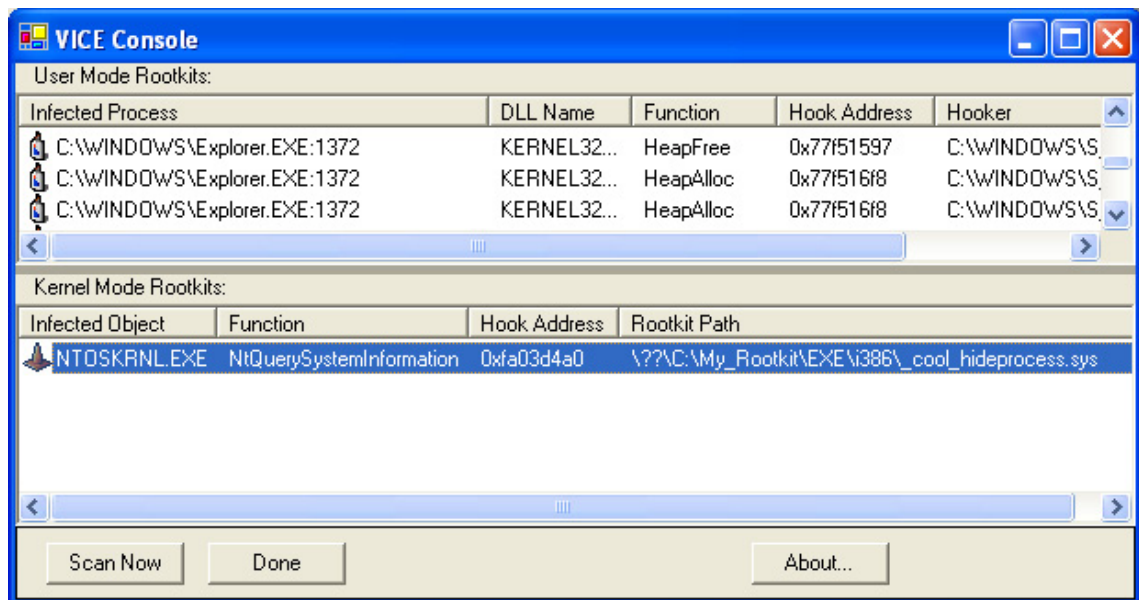 VICE Console
User Mode Rootkits:
Infected Process DLL Name Function Hook Address Hooker
C:\WINDOWS\Explorer.EXE:1372 KERNEL32... HeapFree 0x77f51597 C:\WINDOWS\S
C:\WINDOWS\Explorer.EXE:1372 KERNEL32... HeapAlloc 0x77f516f8 C:\WINDOWS\S
C:\WINDOWS\Explorer.EXE:1372 KERNEL32... HeapAlloc 0x77f516f8 C:\WINDOWS\S
Kernel Mode Rootkits:
Infected Object Function Hook Address Rootkit Path
NTOSKRNL.EXE NtQuerySystemInformation 0xfa03d4a0 \??\C:\My_Rootkit\EXE\i386\_cool_hideprocess.sys
Scan Now Done About...